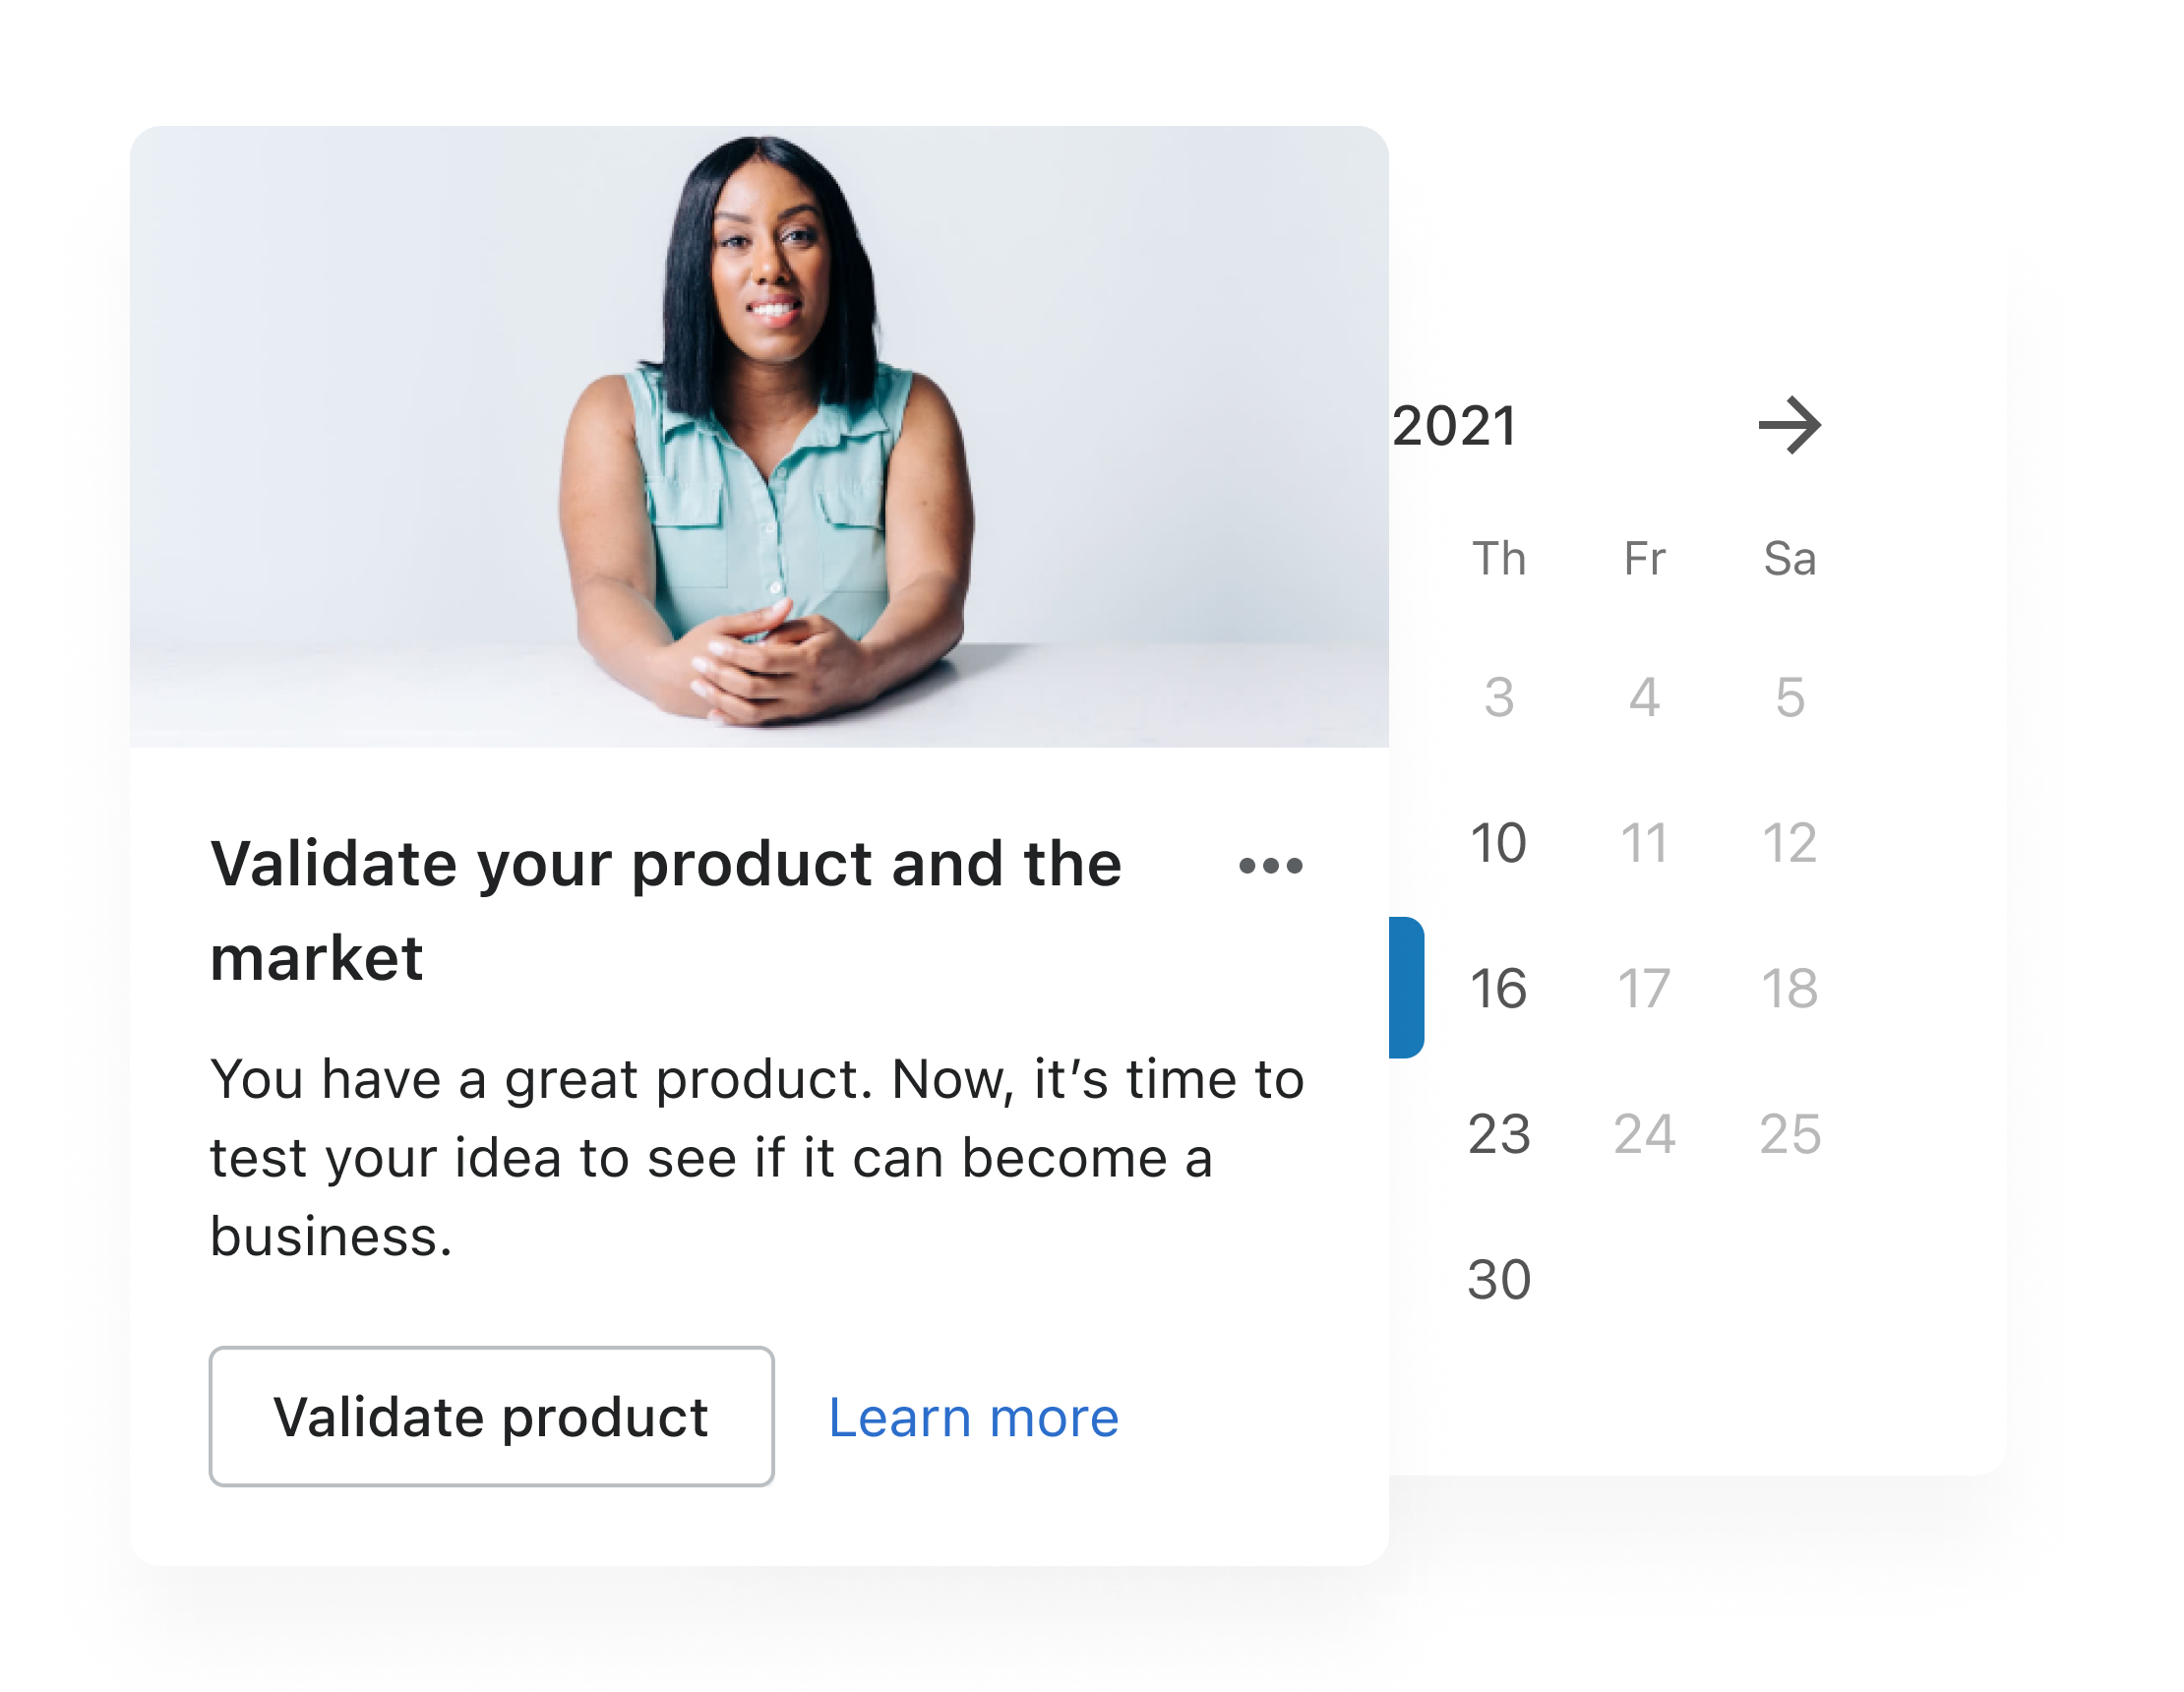 Validate your product and the
market
You have a great product. Now, it’s time to
test your idea to see if it can become a
business.
Validate product
Learn more
2021
Th Fr Sa
3 4 5
10 11 12
16 17 18
23 24 25
30